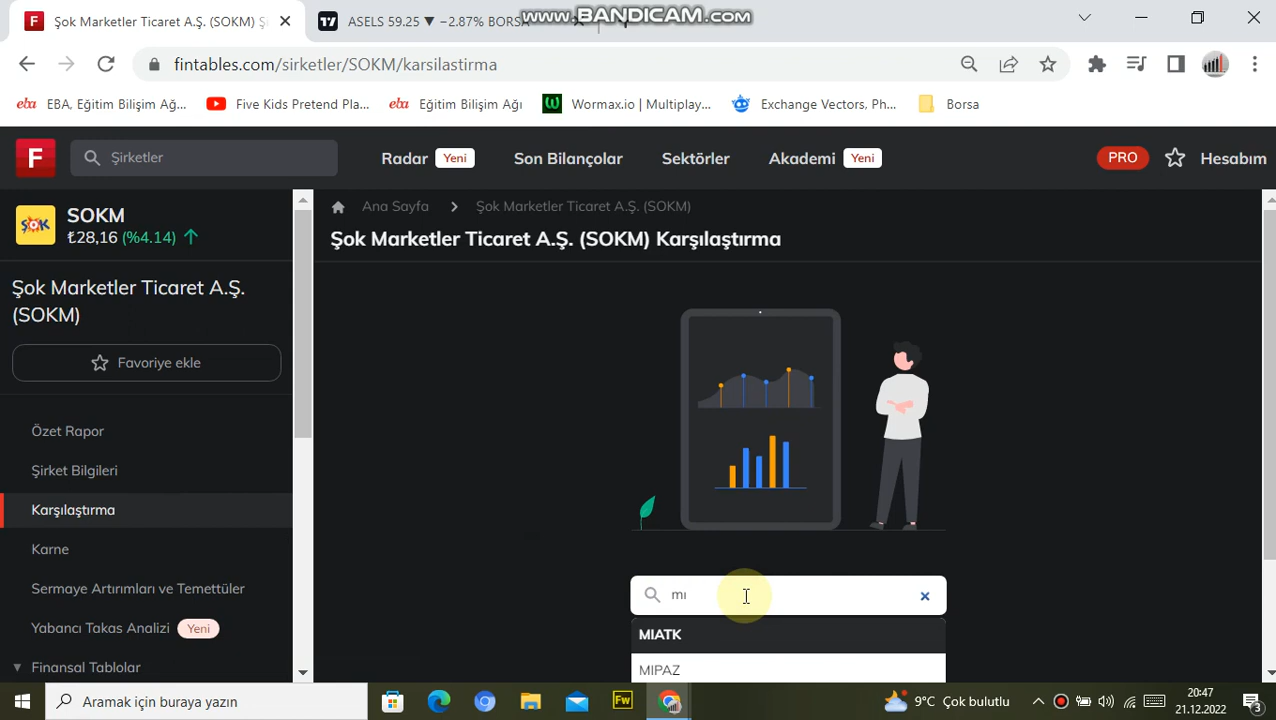 Şok Marketler Ticaret A.Ş. (SOKM) Ş
ASELS 59.25 ▼ −2.87% BORSA
www.BANDICAM.com
fintables.com/sirketler/SOKM/karsilastirma
EBA, Eğitim Bilişim Ağ...
Five Kids Pretend Pla...
Eğitim Bilişim Ağı
Wormax.io | Multiplay...
Exchange Vectors, Ph...
Borsa
F
Şirketler
Radar Yeni
Son Bilançolar
Sektörler
Akademi Yeni
PRO
Hesabım
ŞOK
SOKM
₺28,16 (%4.14)
Ana Sayfa
Şok Marketler Ticaret A.Ş. (SOKM)
Şok Marketler Ticaret A.Ş. (SOKM) Karşılaştırma
Şok Marketler Ticaret A.Ş.
(SOKM)
Favoriye ekle
Özet Rapor
Şirket Bilgileri
Karşılaştırma
Karne
Sermaye Artırımları ve Temettüler
Yabancı Takas Analizi Yeni
Finansal Tablolar
mı
MIATK
MIPAZ
Aramak için buraya yazın
Fw
9°C Çok bulutlu
20:47
21.12.2022
3